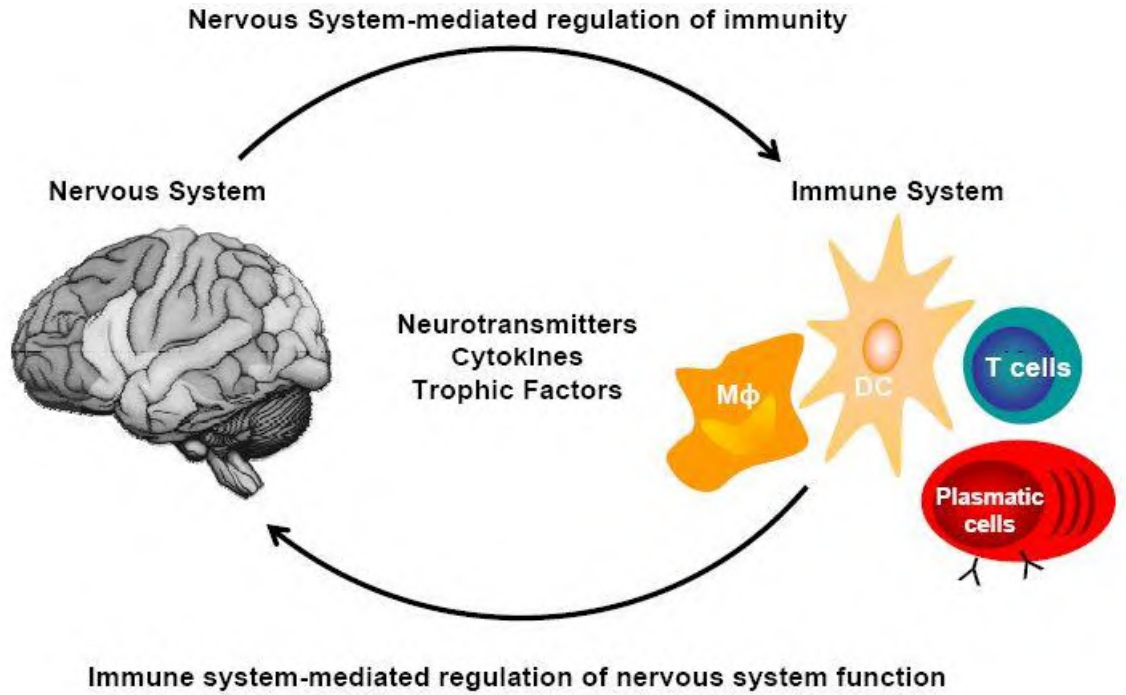 Nervous System-mediated regulation of immunity
Nervous System
Immune System
Neurotransmitters
CytokInes
Trophic Factors
Mϕ
DC
T cells
Plasmatic
cells
Immune system-mediated regulation of nervous system function